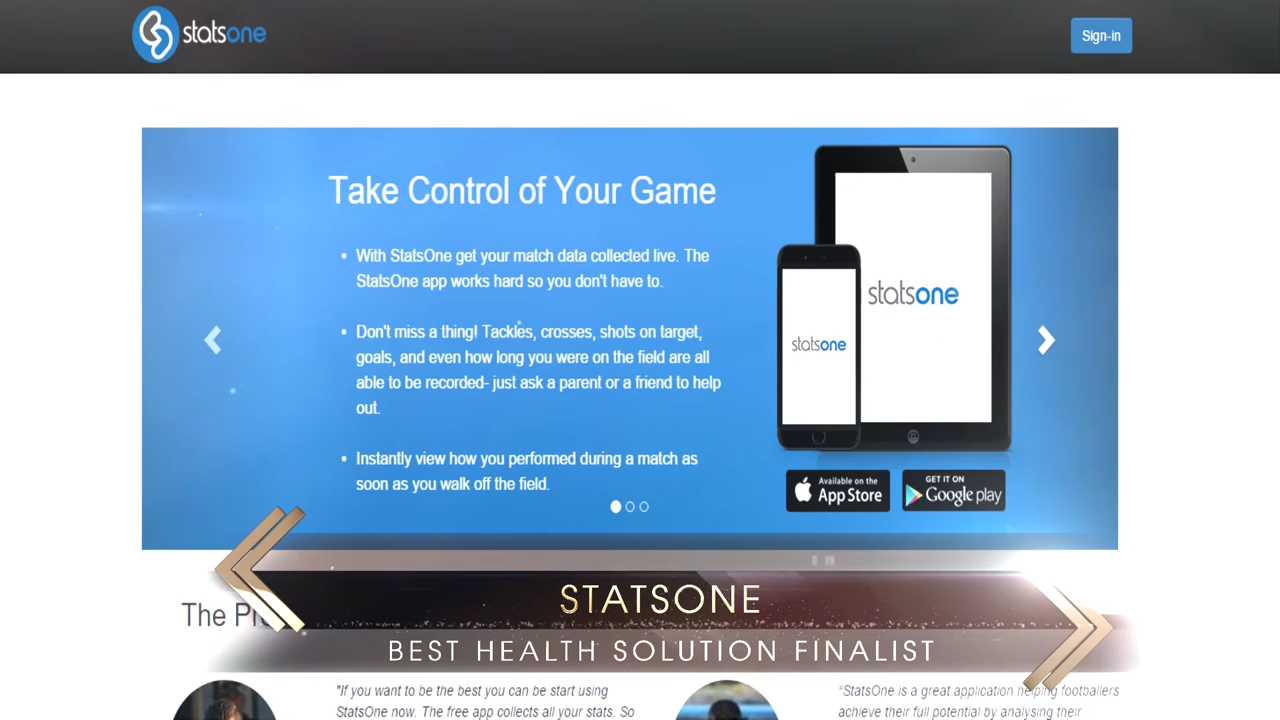 statsone
Sign-in
Take Control of Your Game
• With StatsOne get your match data collected live. The
StatsOne app works hard so you don't have to.
• Don't miss a thing! Tackles, crosses, shots on target,
goals, and even how long you were on the field are all
able to be recorded- just ask a parent or a friend to help
out.
• Instantly view how you performed during a match as
soon as you walk off the field.
statsone
statsone
Available on the
App Store
GET IT ON
Google play
STATSONE
BEST HEALTH SOLUTION FINALIST
The
"If you want to be the best you can be start using
StatsOne now. The free app collects all your stats. So
“StatsOne is a great application helping footballers
achieve their full potential by analysing their